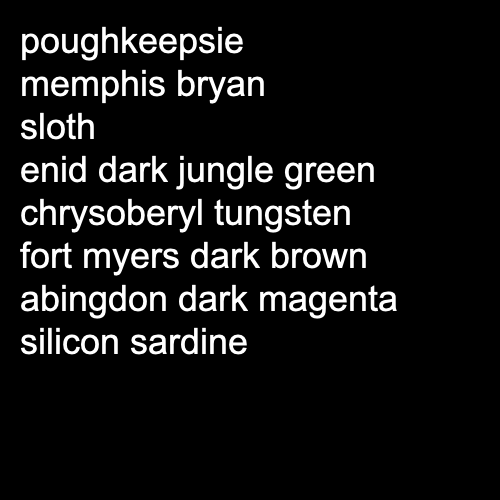 poughkeepsie
memphis bryan
sloth
enid dark jungle green
chrysoberyl tungsten
fort myers dark brown
abingdon dark magenta
silicon sardine